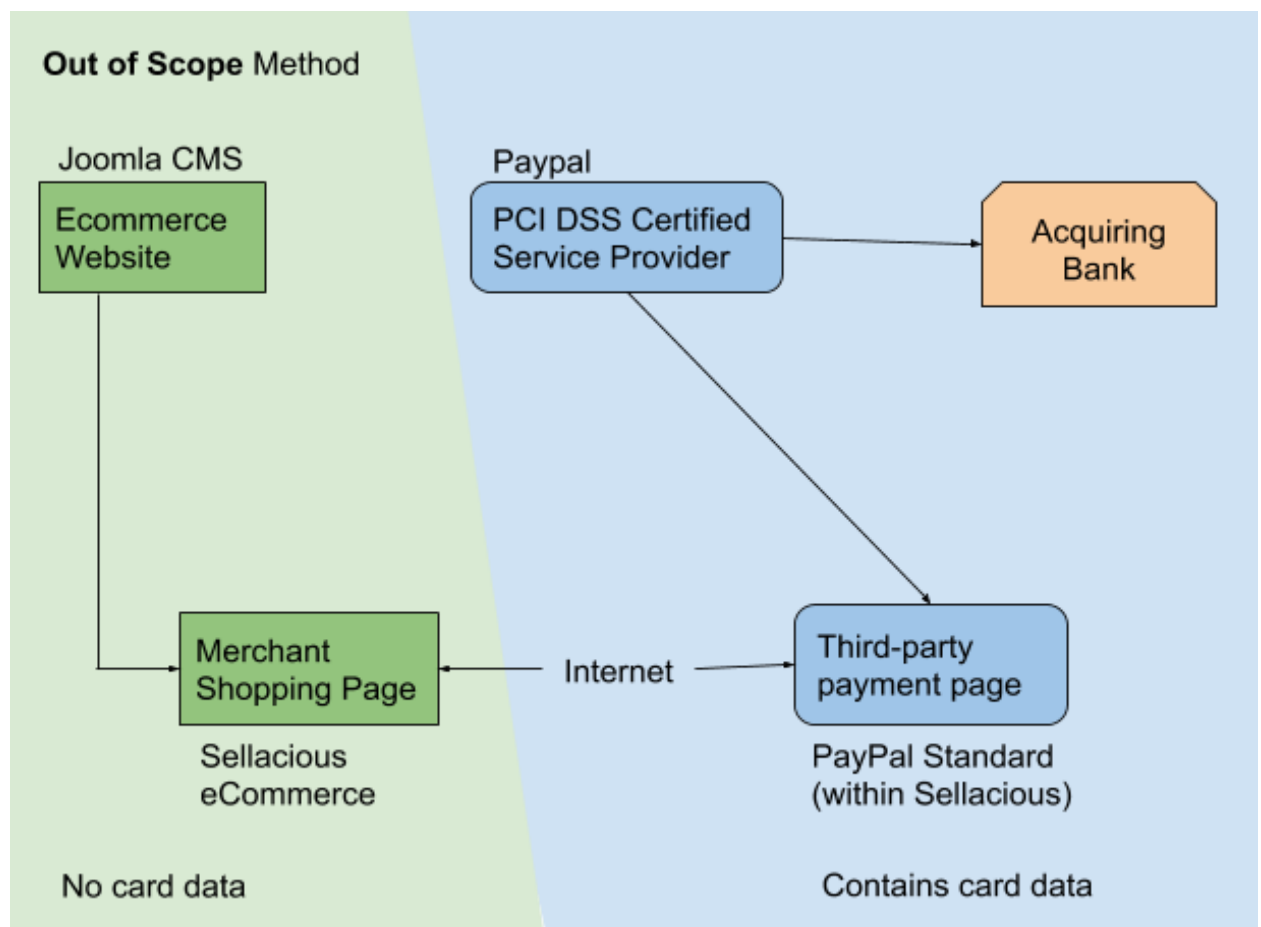 Out of Scope Method
Joomla CMS
Ecommerce
Website
Paypal
PCI DSS Certified
Service Provider
Acquiring
Bank
Merchant
Shopping Page
Internet
Third-party
payment page
Sellacious
eCommerce
PayPal Standard
(within Sellacious)
No card data
Contains card data